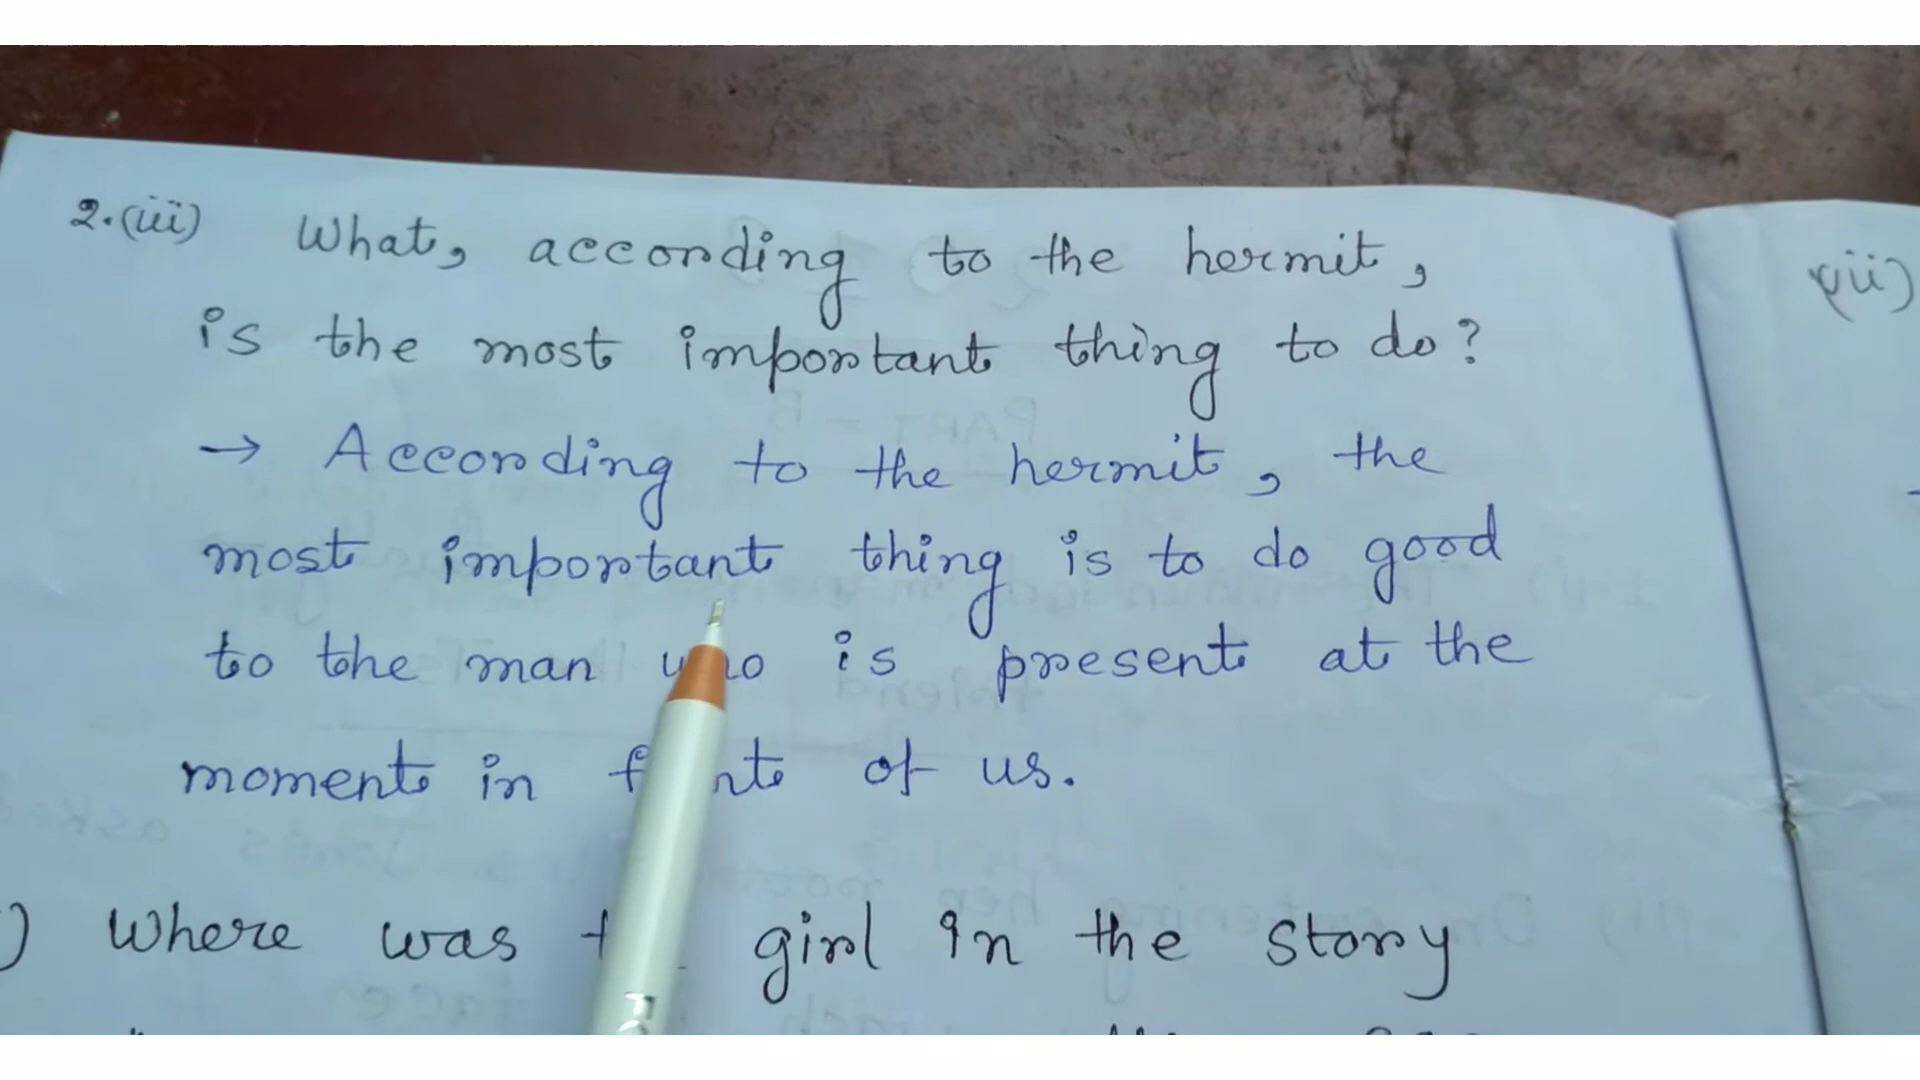 2.(iii) What, according to the hermit,
is the most important thing to do?
→ According to the hermit, the
most important thing is to do good
to the man who is present at the
moment in of us.
) Where was girl in the story
vii)